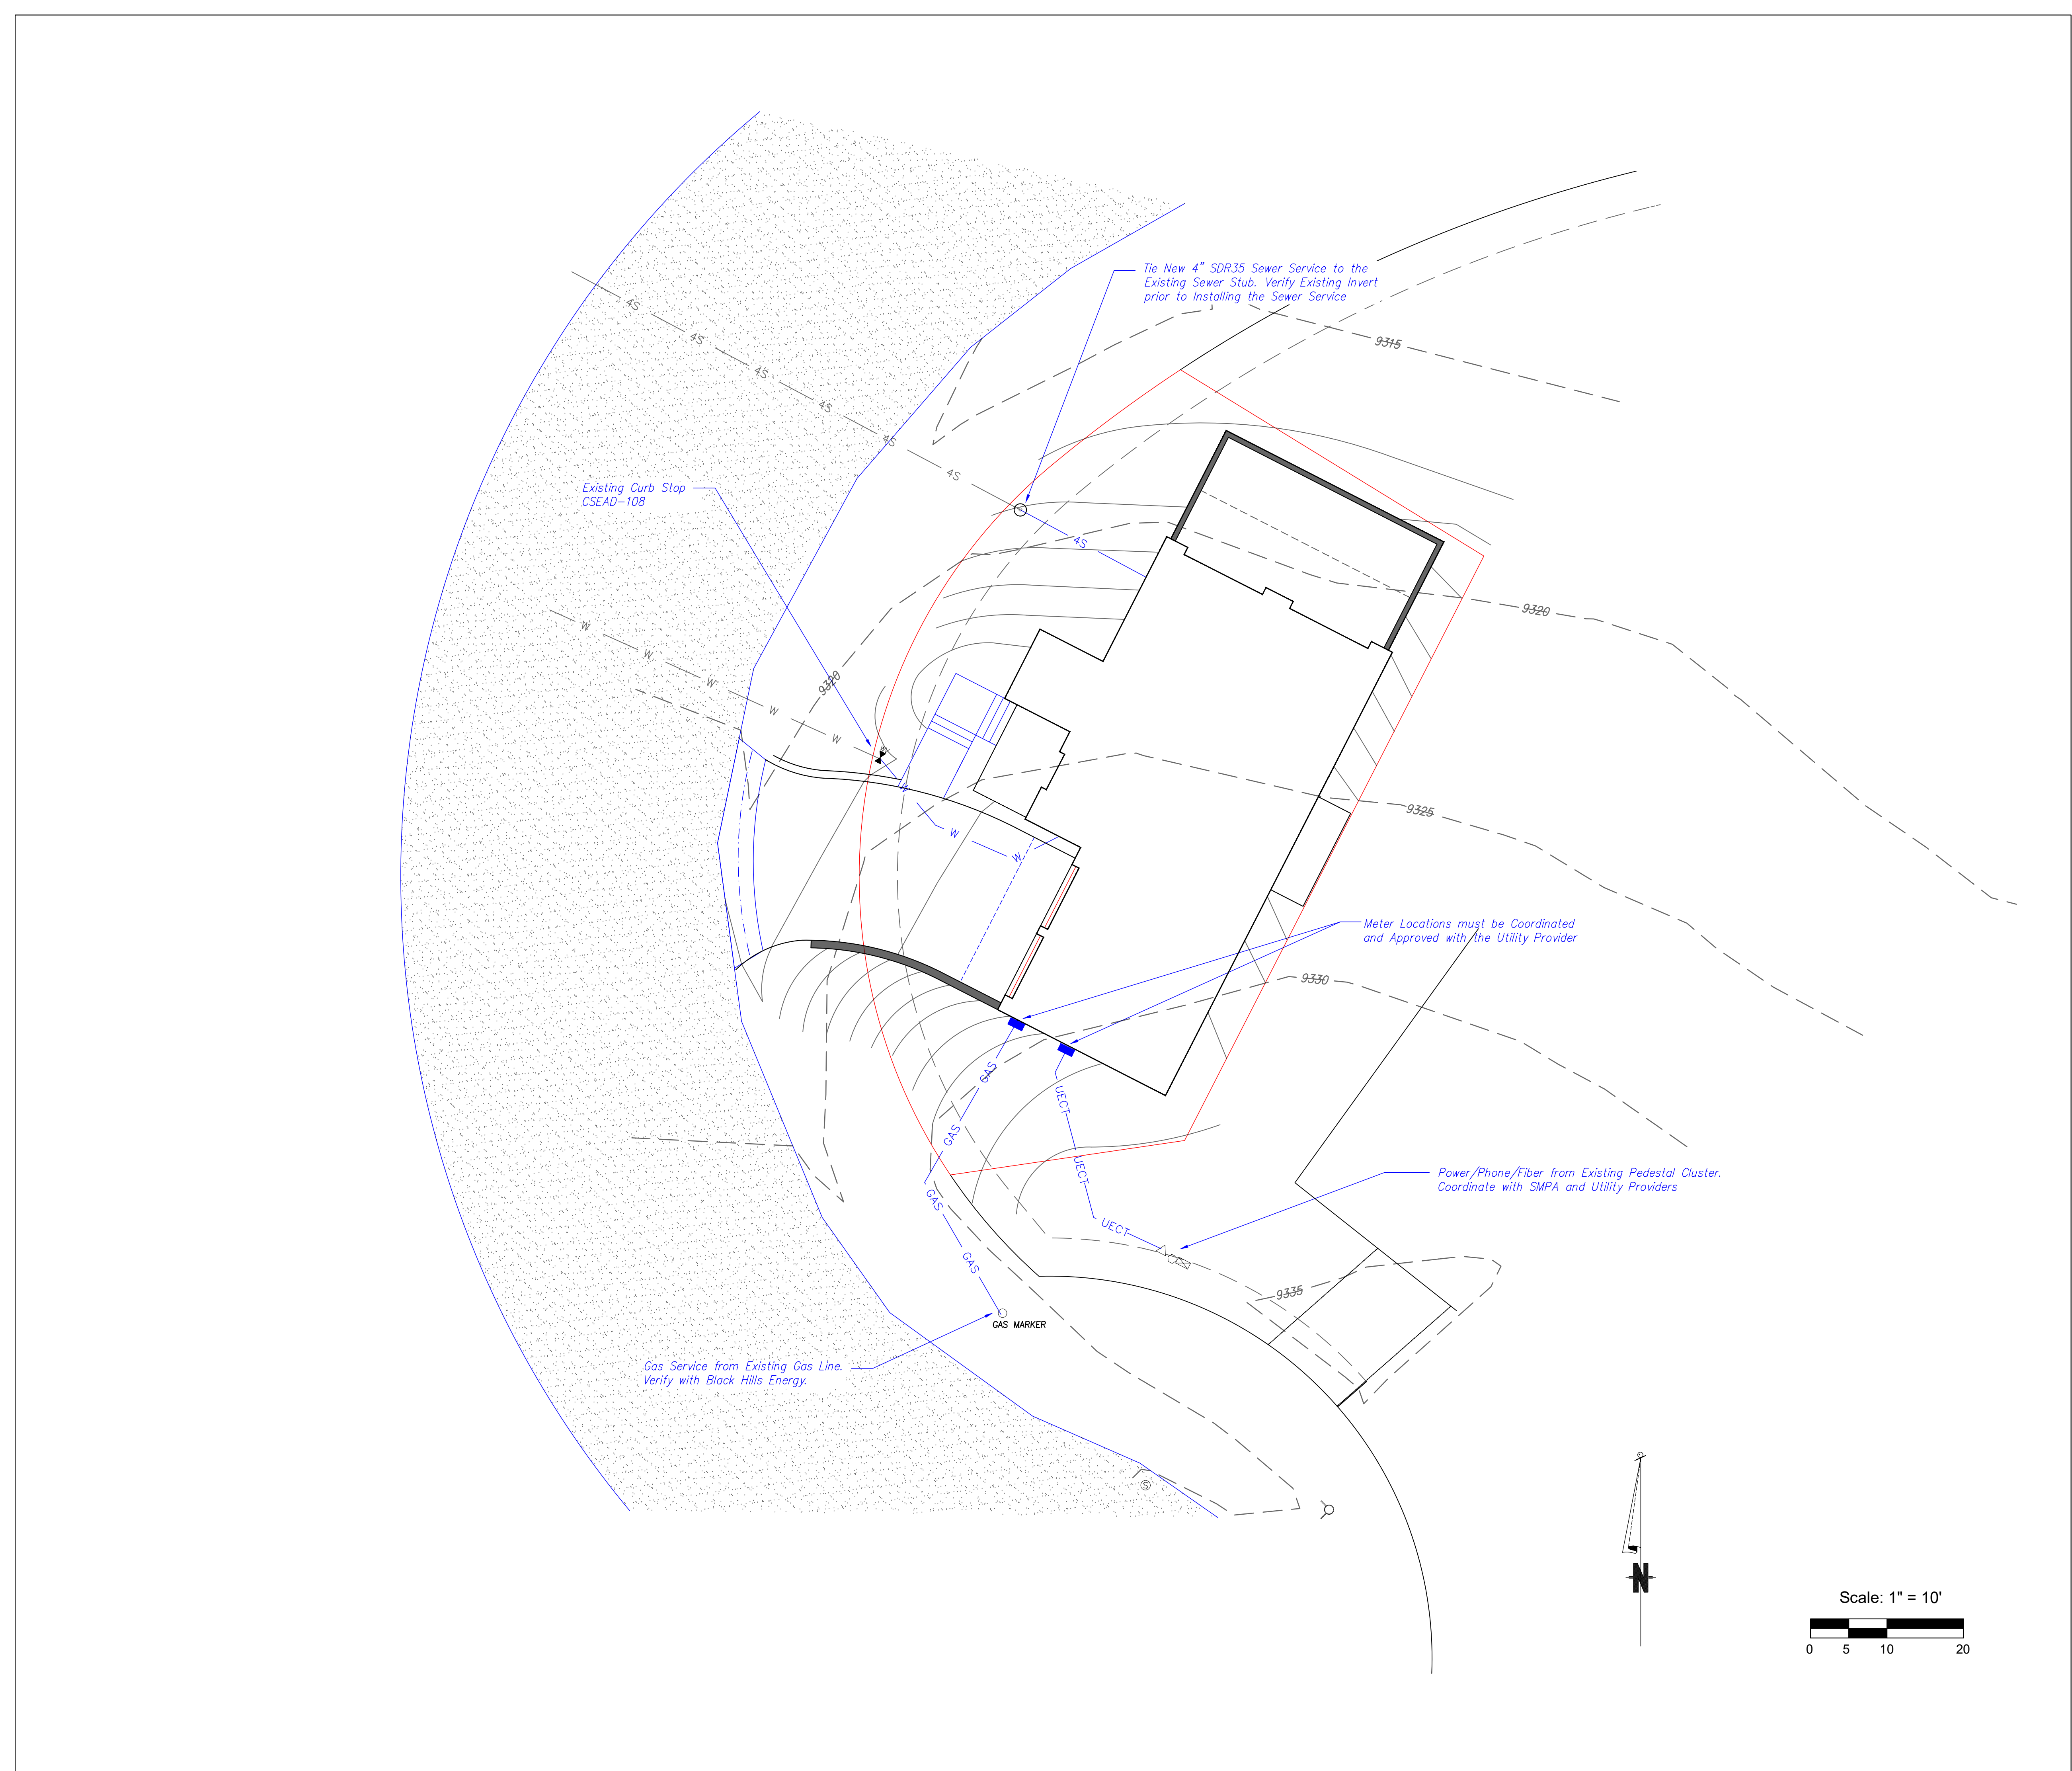 Tie New 4" SDR35 Sewer Service to the
Existing Sewer Stub. Verify Existing Invert
prior to Installing the Sewer Service
4S
4S
4S
4S
4S
4S
4S
9315
Existing Curb Stop
CSEAD-108
W
W
W
W
W
W
W
W
W
9320
9320
9325
Meter Locations must be Coordinated
and Approved with the Utility Provider
9330
GAS
GAS
GAS
GAS
UECT
UECT
UECT
Power/Phone/Fiber from Existing Pedestal Cluster.
Coordinate with SMPA and Utility Providers
9335
GAS MARKER
Gas Service from Existing Gas Line.
Verify with Black Hills Energy.
S
N
Scale: 1" = 10'
0 5 10 20